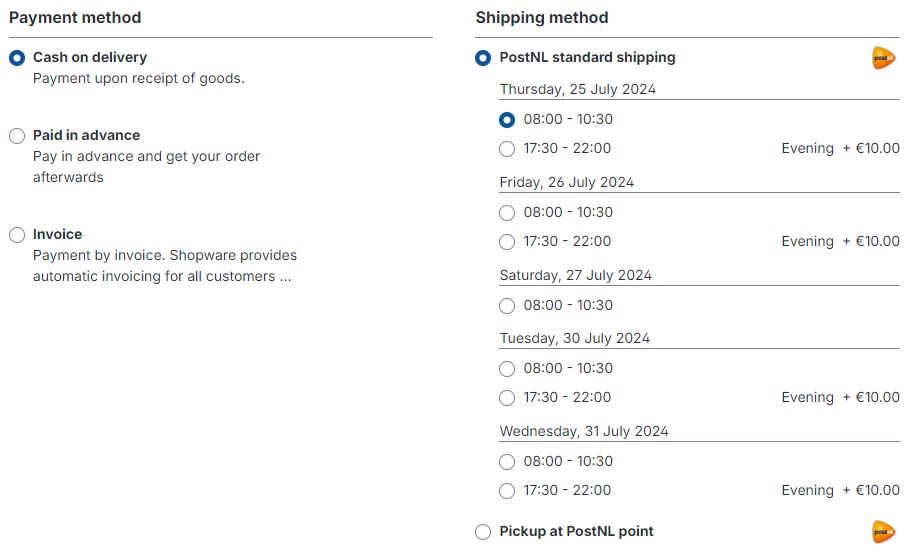 Payment method
Cash on delivery
Payment upon receipt of goods.
Paid in advance
Pay in advance and get your order
afterwards
Invoice
Payment by invoice. Shopware provides
automatic invoicing for all customers ...
Shipping method
PostNL standard shipping
postnl
Thursday, 25 July 2024
08:00 - 10:30
17:30 - 22:00 Evening + €10.00
Friday, 26 July 2024
08:00 - 10:30
17:30 - 22:00 Evening + €10.00
Saturday, 27 July 2024
08:00 - 10:30
Tuesday, 30 July 2024
08:00 - 10:30
17:30 - 22:00 Evening + €10.00
Wednesday, 31 July 2024
08:00 - 10:30
17:30 - 22:00 Evening + €10.00
Pickup at PostNL point
postnl